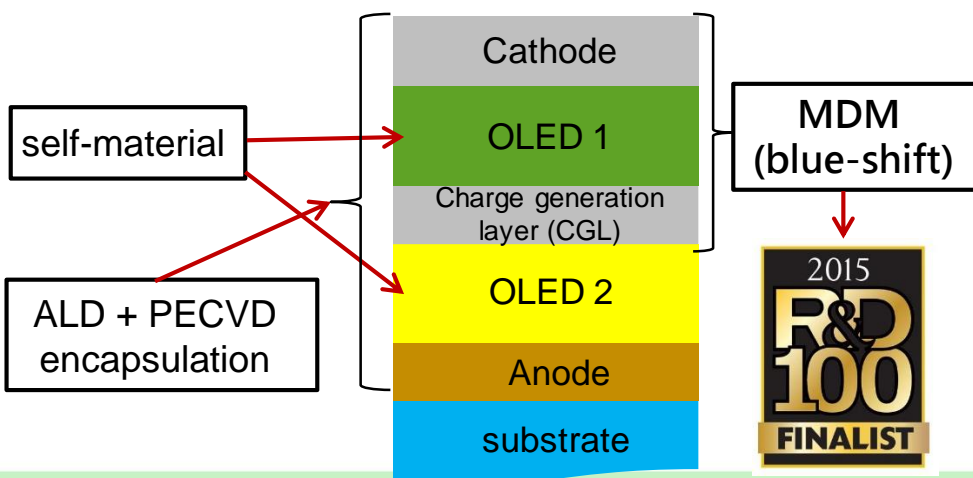 self-material
ALD + PECVD
encapsulation
Cathode
OLED 1
Charge generation
layer (CGL)
OLED 2
Anode
substrate
MDM
(blue-shift)
2015
R&D
100
FINALIST